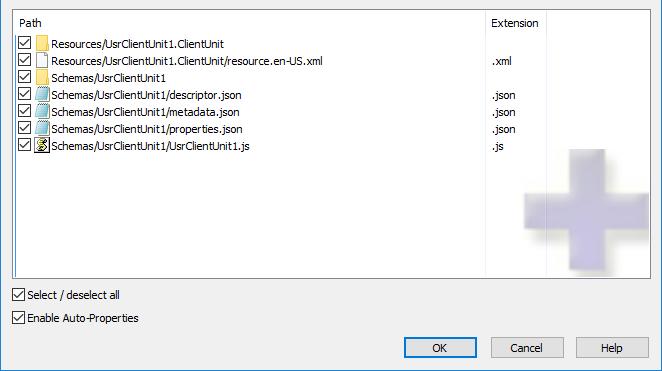 Path Extension
Resources/UsrClientUnit1.ClientUnit
Resources/UsrClientUnit1.ClientUnit/resource.en-US.xml .xml
Schemas/UsrClientUnit1
Schemas/UsrClientUnit1/descriptor.json .json
Schemas/UsrClientUnit1/metadata.json .json
Schemas/UsrClientUnit1/properties.json .json
Schemas/UsrClientUnit1/UsrClientUnit1.js .js
Select / deselect all
Enable Auto-Properties
OK Cancel Help